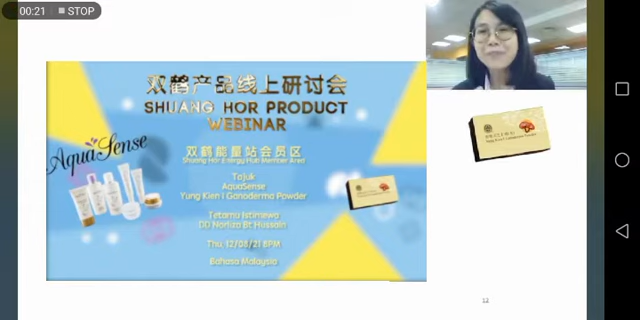 00:21 STOP
双鹤产品线上研讨会
SHUANG HOR PRODUCT
WEBINAR
AquaSense
双鹤能量站会员区
Shuang Hor Energy Hub Member Area
Tajuk
AquaSense
Yung Kien I Ganoderma Powder
Tetamu Istimewa
DD Norliza Bt Hussain
Thu, 12/08/21 8PM
Bahasa Malaysia
12